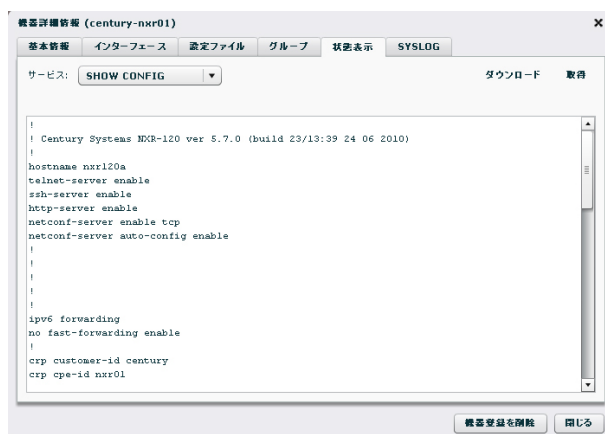 機器詳細情報 (century-nxr01)
基本情報 インターフェース 設定ファイル グループ 状態表示 SYSLOG
サービス: SHOW CONFIG ダウンロード 取得
!
! Century Systems NXR-120 ver 5.7.0 (build 23/13:39 24 06 2010)
!
hostname nxr120a
telnet-server enable
ssh-server enable
http-server enable
netconf-server enable tcp
netconf-server auto-config enable
!
!
!
!
!
ipv6 forwarding
no fast-forwarding enable
!
crp customer-id century
crp cpe-id nxr01
機器登録を削除 閉じる